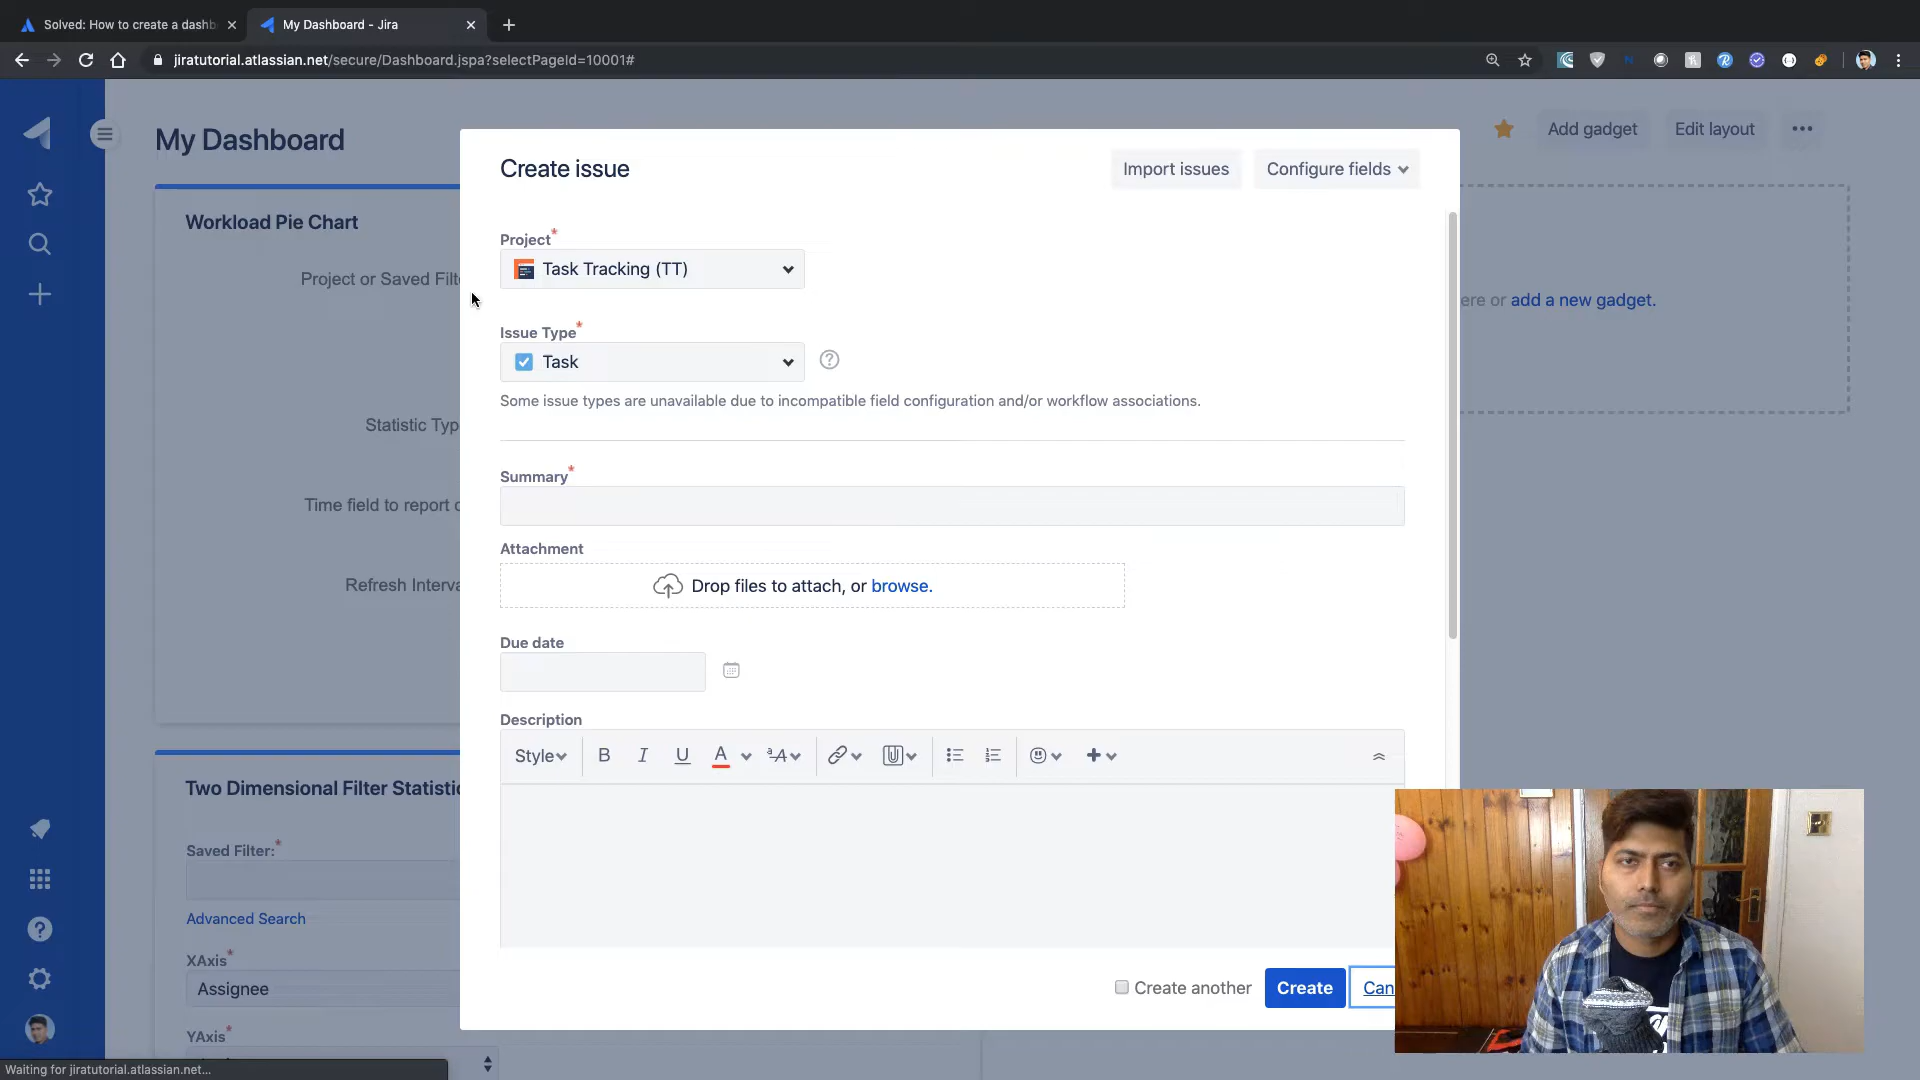 Solved: How to create a dashb
My Dashboard - Jira
jiratutorial.atlassian.net/secure/Dashboard.jspa?selectPageId=10001#
My Dashboard
Add gadget
Edit layout
Create issue
Import issues
Configure fields
Workload Pie Chart
Project or Saved Filte
Statistic Typ
Time field to report o
Refresh Interva
ere or add a new gadget.
Project*
Task Tracking (TT)
Issue Type*
Task
Some issue types are unavailable due to incompatible field configuration and/or workflow associations.
Summary*
Attachment
Drop files to attach, or browse.
Due date
Description
Style
Two Dimensional Filter Statistic
Saved Filter:*
Advanced Search
XAxis*
Assignee
YAxis*
Create another
Create
Can
Waiting for jiratutorial.atlassian.net...